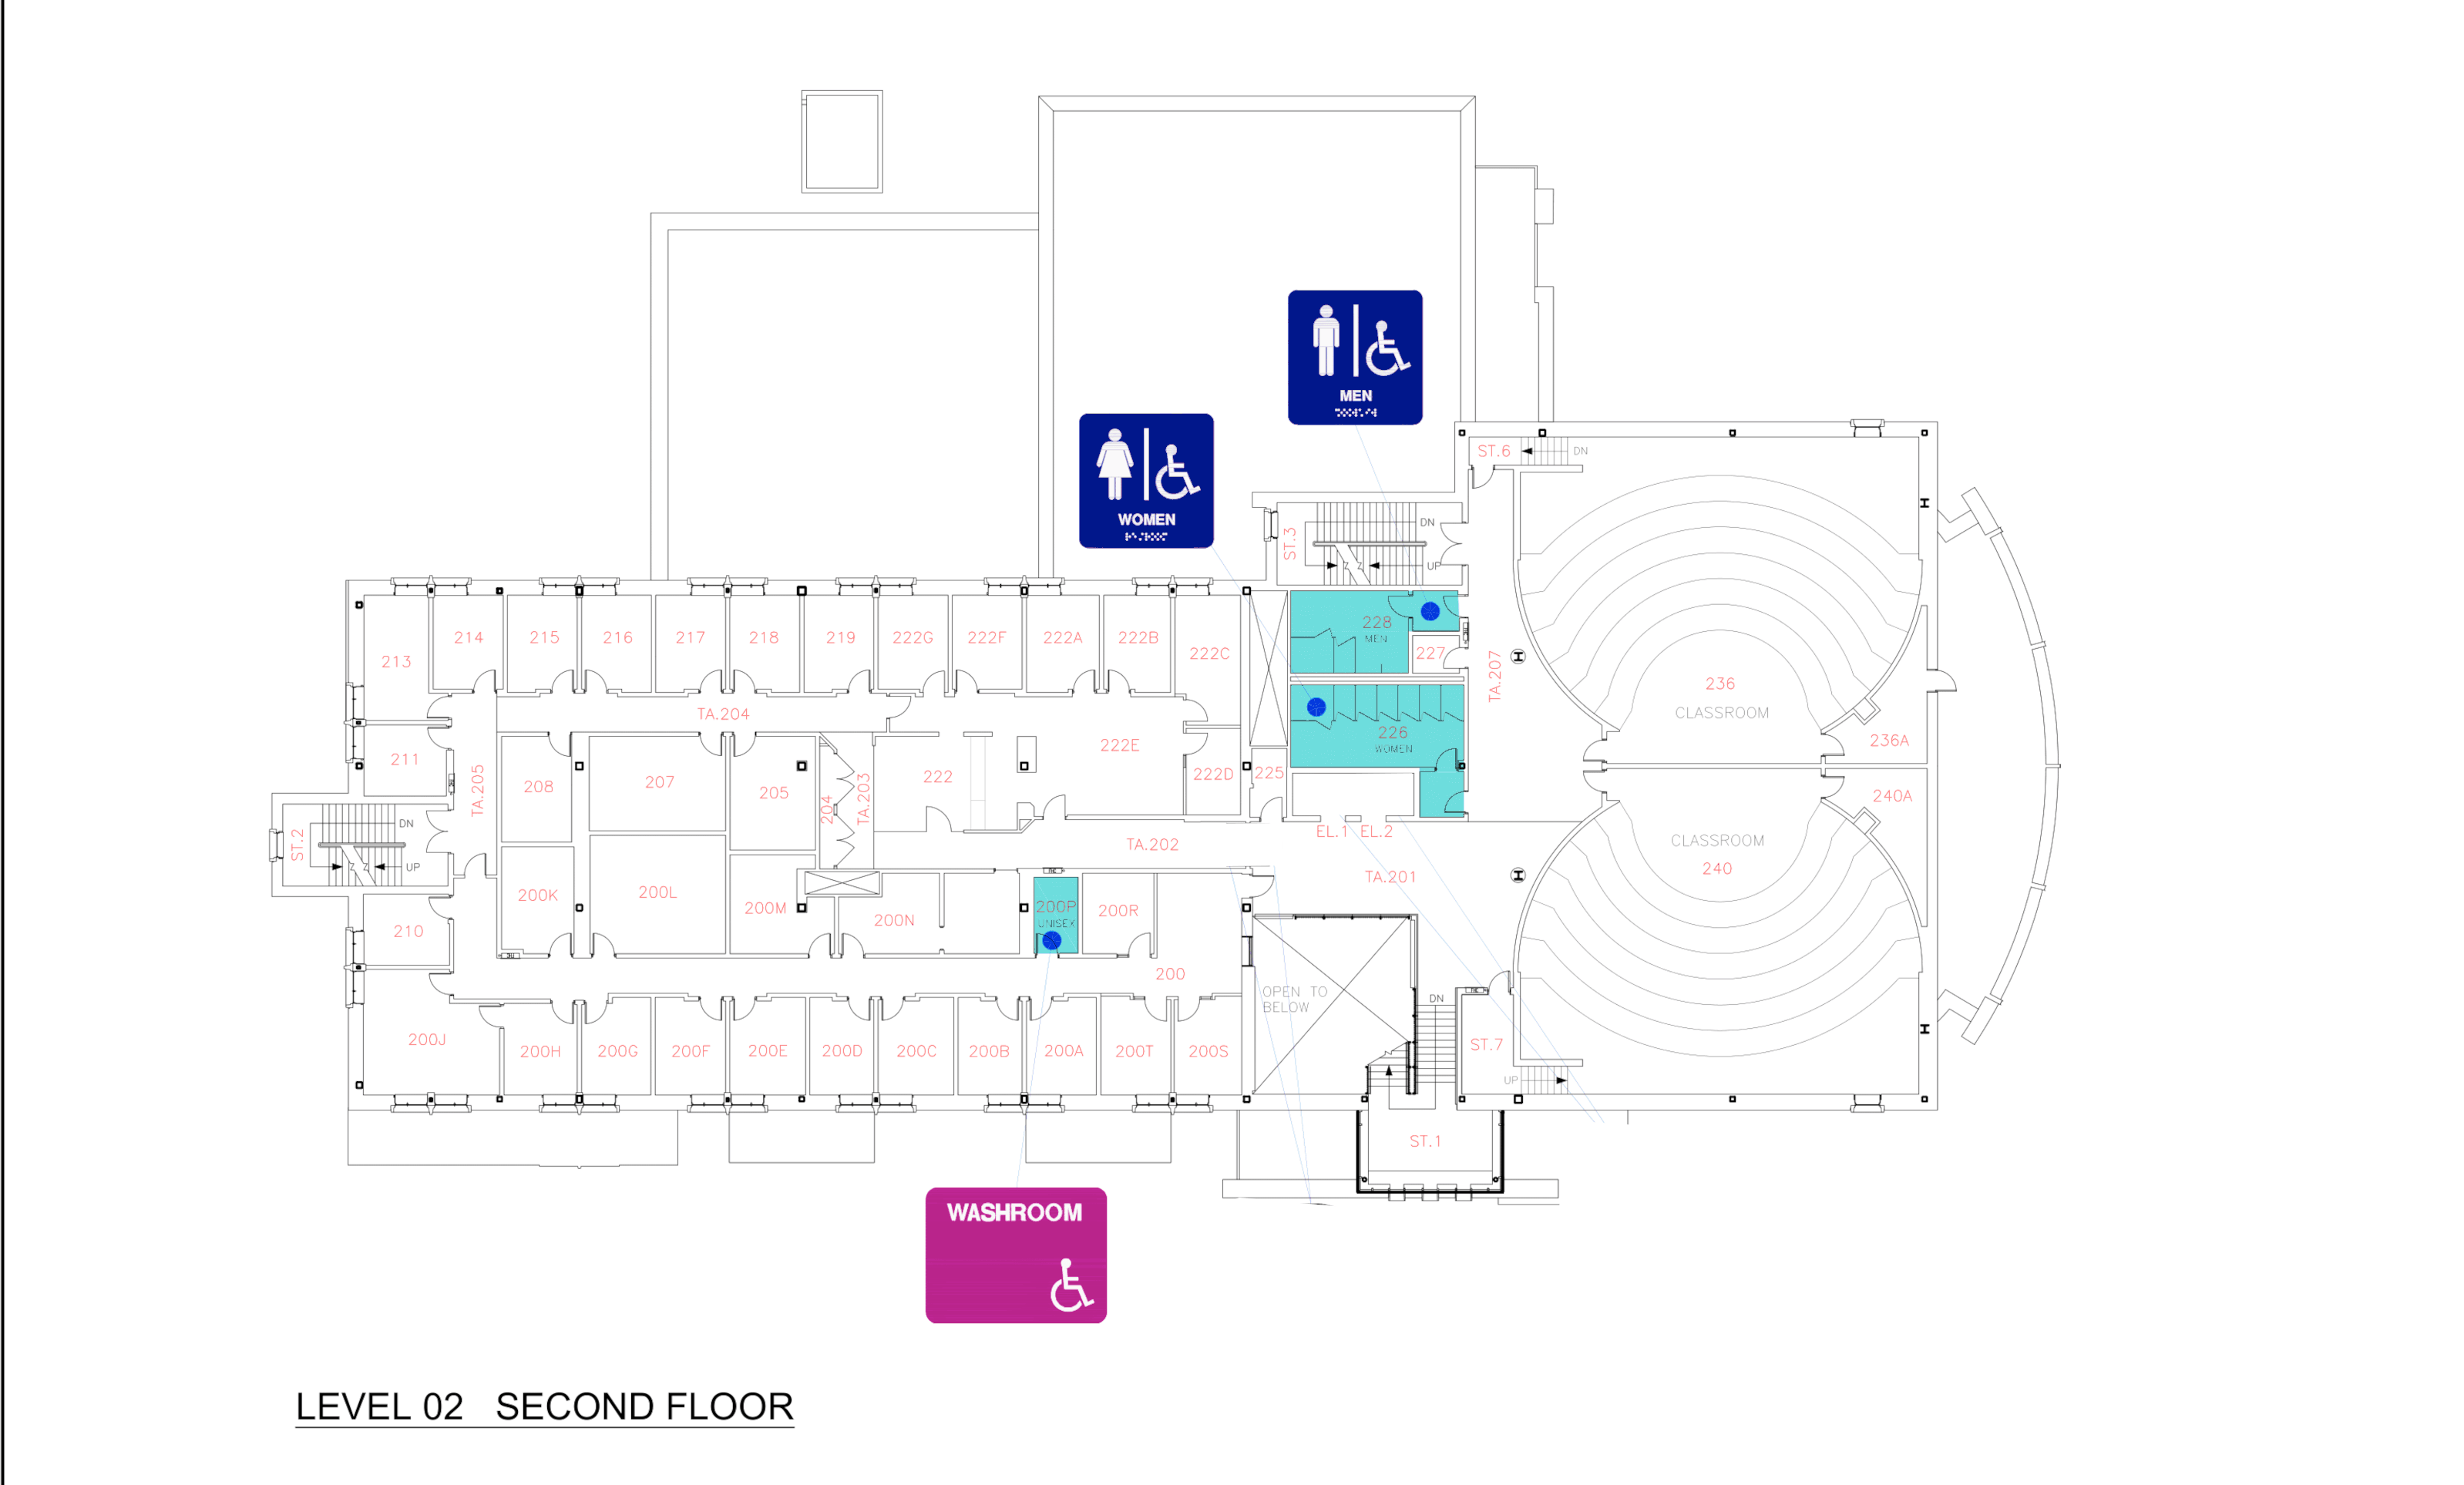 MEN
WOMEN
ST.6
DN
ST.3
DN
UP
214
215
216
217
218
219
222G
222F
222A
222B
222C
213
228
MEN
227
TA.207
236
CLASSROOM
TA.204
226
WOMEN
211
TA.205
208
207
205
204
TA.203
222
222E
222D
225
236A
240A
ST.2
DN
UP
TA.202
EL.1 EL.2
CLASSROOM
240
TA.201
200K
200L
200M
200N
200P
UNISEX
200R
210
200
OPEN TO
BELOW
DN
200J
200H
200G
200F
200E
200D
200C
200B
200A
200T
200S
ST.7
UP
ST.1
WASHROOM
LEVEL 02 SECOND FLOOR